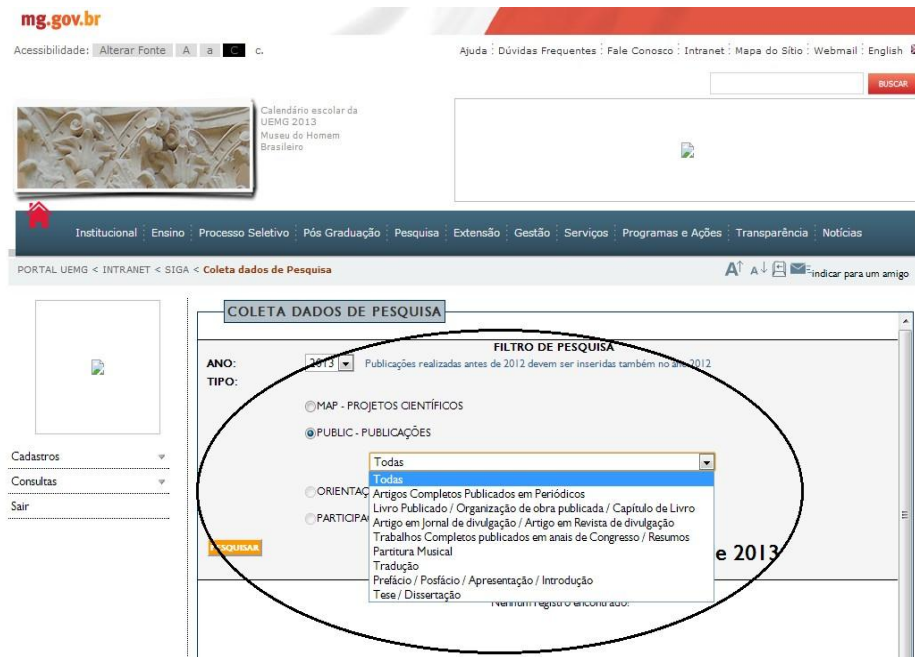 mg.gov.br
Acessibilidade: Alterar Fonte A a C c.
Ajuda Dúvidas Frequentes Fale Conosco Intranet Mapa do Sítio Webmail English
BUSCAR
Calendário escolar da
UEMG 2013
Museu do Homem
Brasileiro
Institucional Ensino Processo Seletivo Pós Graduação Pesquisa Extensão Gestão Serviços Programas e Ações Transparência Notícias
PORTAL UEMG < INTRANET < SIGA < Coleta dados de Pesquisa
A A indicar para um amigo
COLETA DADOS DE PESQUISA
FILTRO DE PESQUISA
ANO: 2013 Publicações realizadas antes de 2012 devem ser inseridas também no ano 2012
TIPO:
MAP - PROJETOS CIENTÍFICOS
PUBLIC - PUBLICAÇÕES
Cadastros
Consultas
Sair
Todas
Todas
Artigos Completos Publicados em Periódicos
Livro Publicado / Organização de obra publicada / Capítulo de Livro
Artigo em Jornal de divulgação / Artigo em Revista de divulgação
Trabalhos Completos publicados em anais de Congresso / Resumos
Partitura Musical
Tradução
Prefácio / Posfácio / Apresentação / Introdução
Tese / Dissertação
PESQUISAR
e 2013
Nenhum registro encontrado.